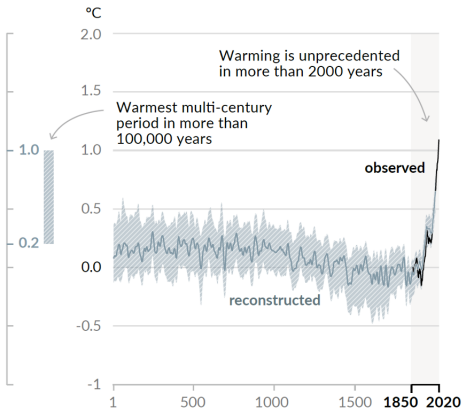 °C
2.0
Warming is unprecedented
in more than 2000 years
1.5
Warmest multi-century
period in more than
100,000 years
1.0
1.0
observed
0.5
0.2
0.0
reconstructed
-0.5
-1
1
500
1000
1500
1850
2020